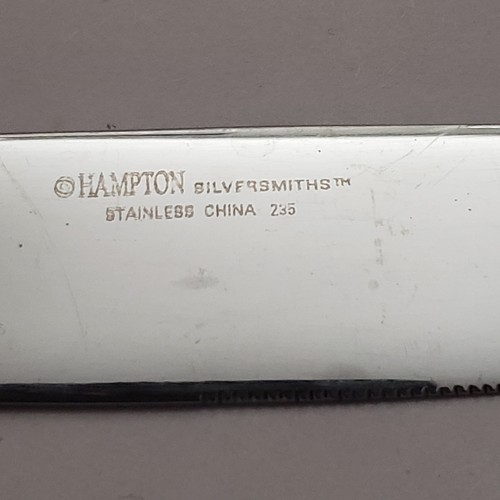 ©HAMPTON SILVERSMITHS™
STAINLESS CHINA 235